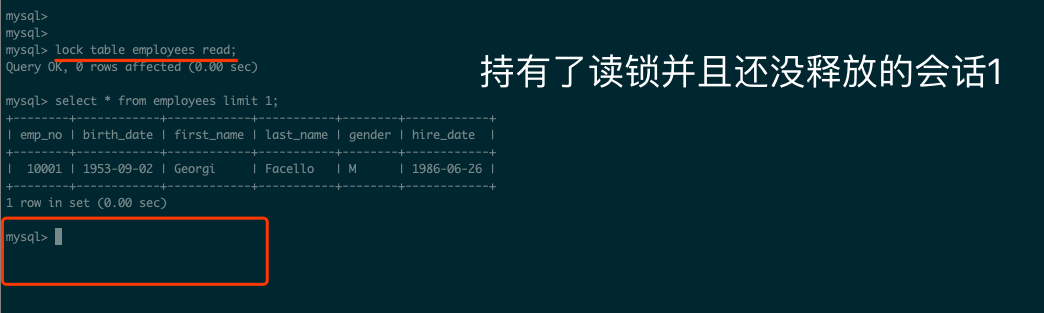 mysql>
mysql>
mysql> lock table employees read;
Query OK, 0 rows affected (0.00 sec)
持有了读锁并且还没释放的会话1
mysql> select * from employees limit 1;
+--------+------------+------------+-----------+--------+------------+
| emp_no | birth_date | first_name | last_name | gender | hire_date  |
+--------+------------+------------+-----------+--------+------------+
|  10001 | 1953-09-02 | Georgi     | Facello   | M      | 1986-06-26 |
+--------+------------+------------+-----------+--------+------------+
1 row in set (0.00 sec)
mysql>